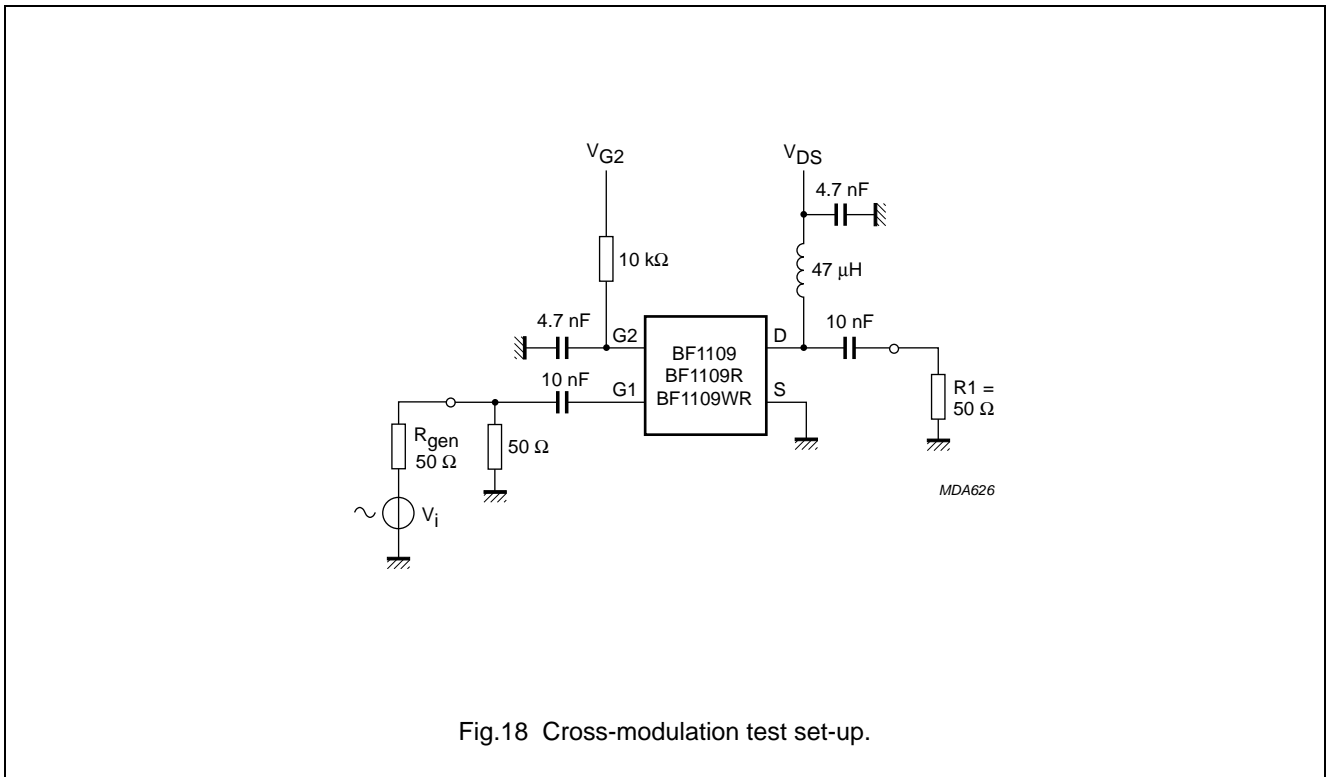 VG2
VDS
4.7 nF
10 kΩ
47 μH
4.7 nF
G2
D
10 nF
BF1109
BF1109R
BF1109WR
10 nF
G1
S
R1 =
50 Ω
Rgen
50 Ω
50 Ω
Vi
MDA626
Fig.18 Cross-modulation test set-up.